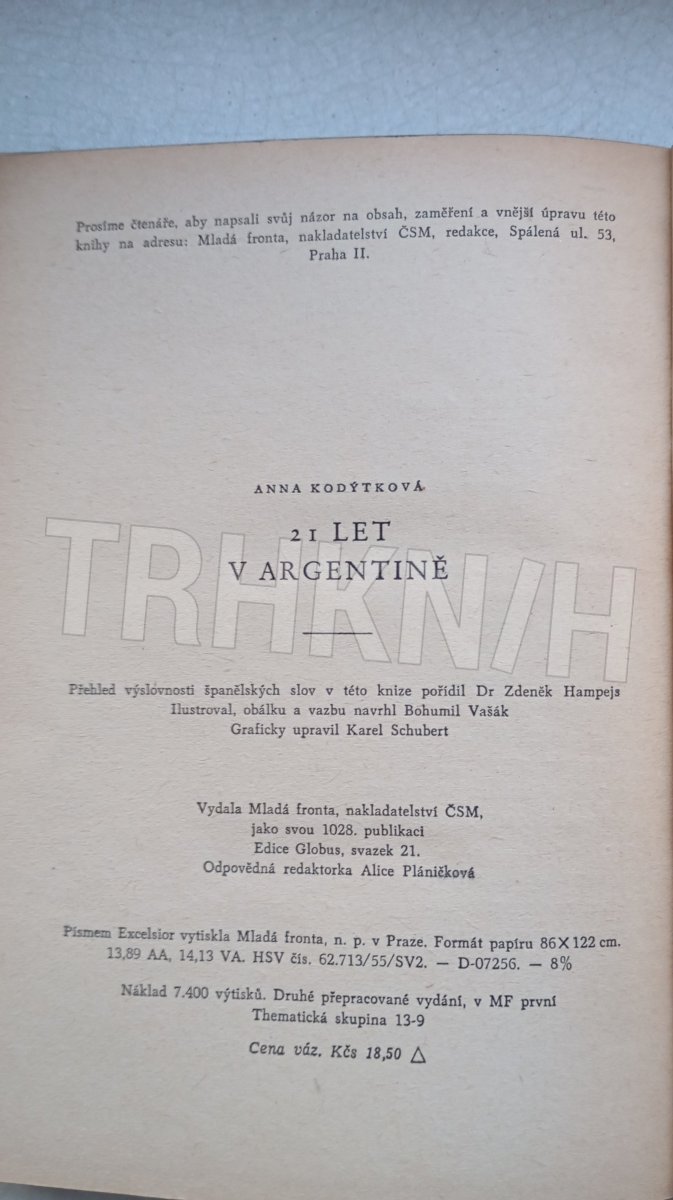 Prosíme čtenáře, aby napsali svůj názor na obsah, zaměření a vnější úpravu této
knihy na adresu: Mladá fronta, nakladatelství ČSM, redakce, Spálená ul. 53,
Praha II.
ANNA KODÝTKOVÁ
21 LET
V ARGENTINĚ
TRHKN/H
Přehled výslovnosti španělských slov v této knize pořídil Dr Zdeněk Hampejs
Ilustroval, obálku a vazbu navrhl Bohumil Vašák
Graficky upravil Karel Schubert
Vydala Mladá fronta, nakladatelství ČSM,
jako svou 1028. publikaci
Edice Globus, svazek 21.
Odpovědná redaktorka Alice Pláničková
Písmem Excelsior vytiskla Mladá fronta, n. p. v Praze. Formát papíru 86X122 cm.
13,89 AA, 14,13 VA. HSV čís. 62.713/55/SV2. — D-07256. — 8%
Náklad 7.400 výtisků. Druhé přepracované vydání, v MF první
Thematická skupina 13-9
Cena váz. Kčs 18,50 △